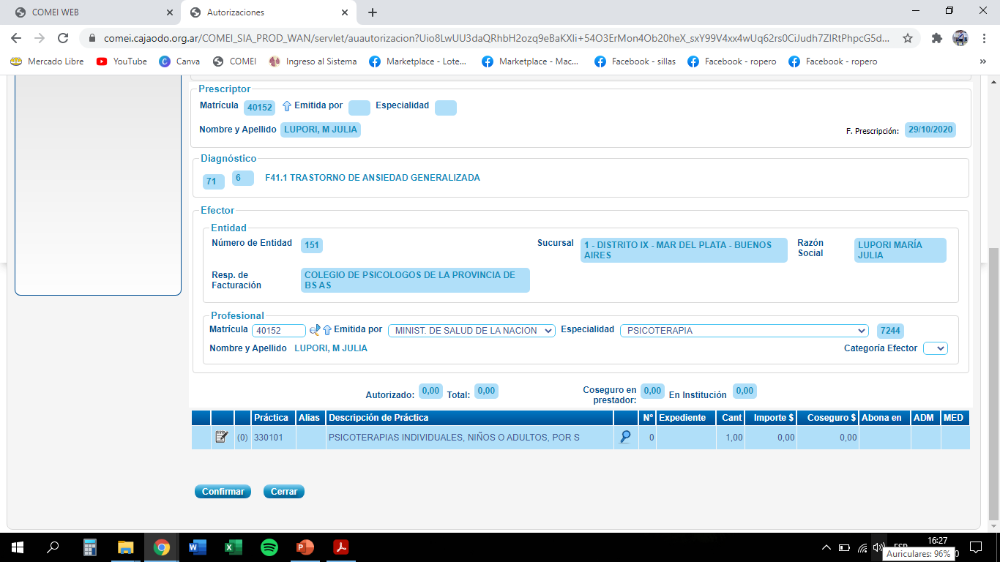 COMEI WEB
Autorizaciones
comei.cajaodo.org.ar/COMEI_SIA_PROD_WAN/servlet/auautorizacion?Uio8LwUU3daQRhbH2ozq9eBaKXIi+54O3ErMon4Ob20heX_sxY99V4xx4wUq62rs0CiJudh7ZIRtPhpcG5d...
Mercado Libre YouTube Canva COMEI Ingreso al Sistema Marketplace - Lote... Marketplace - Mac... Facebook - sillas Facebook - ropero Facebook - ropero »
Prescriptor
Matrícula 40152 Emitida por Especialidad
Nombre y Apellido LUPORI, M JULIA F. Prescripción: 29/10/2020
Diagnóstico
71 6 F41.1 TRASTORNO DE ANSIEDAD GENERALIZADA
Efector
Entidad
Número de Entidad 151 Sucursal 1 - DISTRITO IX - MAR DEL PLATA - BUENOS AIRES Razón Social LUPORI MARÍA JULIA
Resp. de Facturación COLEGIO DE PSICOLOGOS DE LA PROVINCIA DE BS AS
Profesional
Matrícula 40152 Emitida por MINIST. DE SALUD DE LA NACION Especialidad PSICOTERAPIA 7244
Nombre y Apellido LUPORI, M JULIA Categoría Efector
Autorizado: 0,00 Total: 0,00 Coseguro en prestador: 0,00 En Institución 0,00
Práctica Alias Descripción de Práctica Nº Expediente Cant Importe $ Coseguro $ Abona en ADM MED
(0) 330101 PSICOTERAPIAS INDIVIDUALES, NIÑOS O ADULTOS, POR S 0 1,00 0,00 0,00
Confirmar Cerrar
16:27
Auriculares: 96%